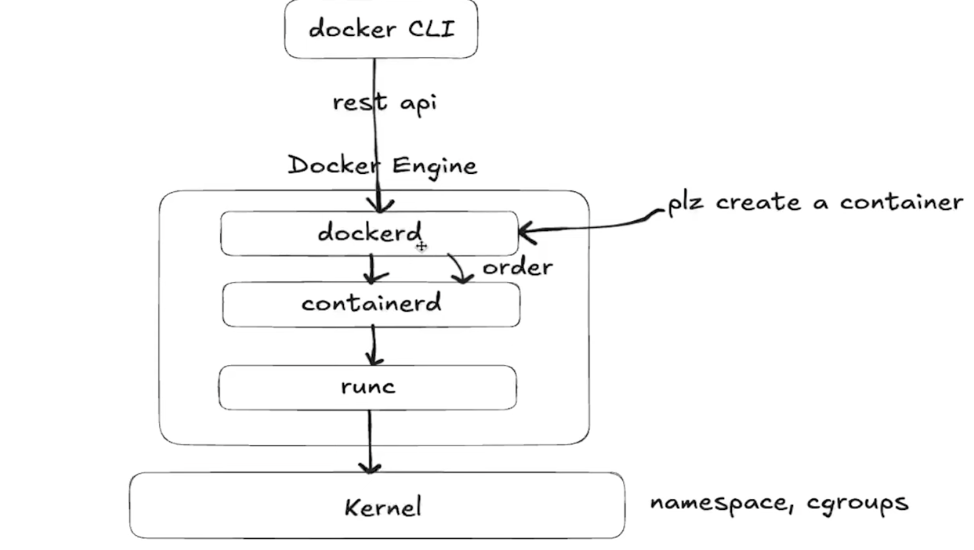 docker CLI
rest api
Docker Engine
plz create a container
dockerd
order
containerd
runc
Kernel
namespace, cgroups